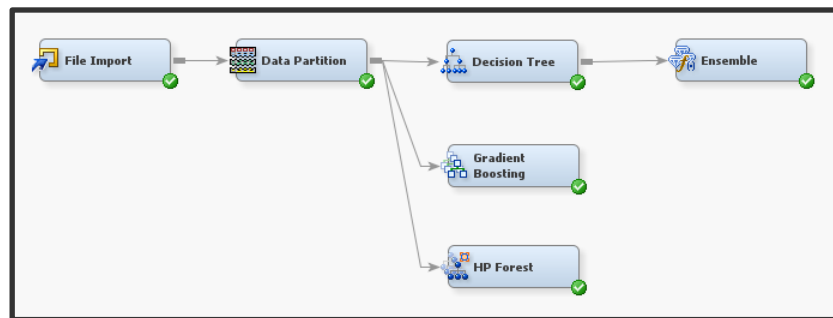 File Import
Data Partition
Decision Tree
Ensemble
Gradient
Boosting
HP Forest